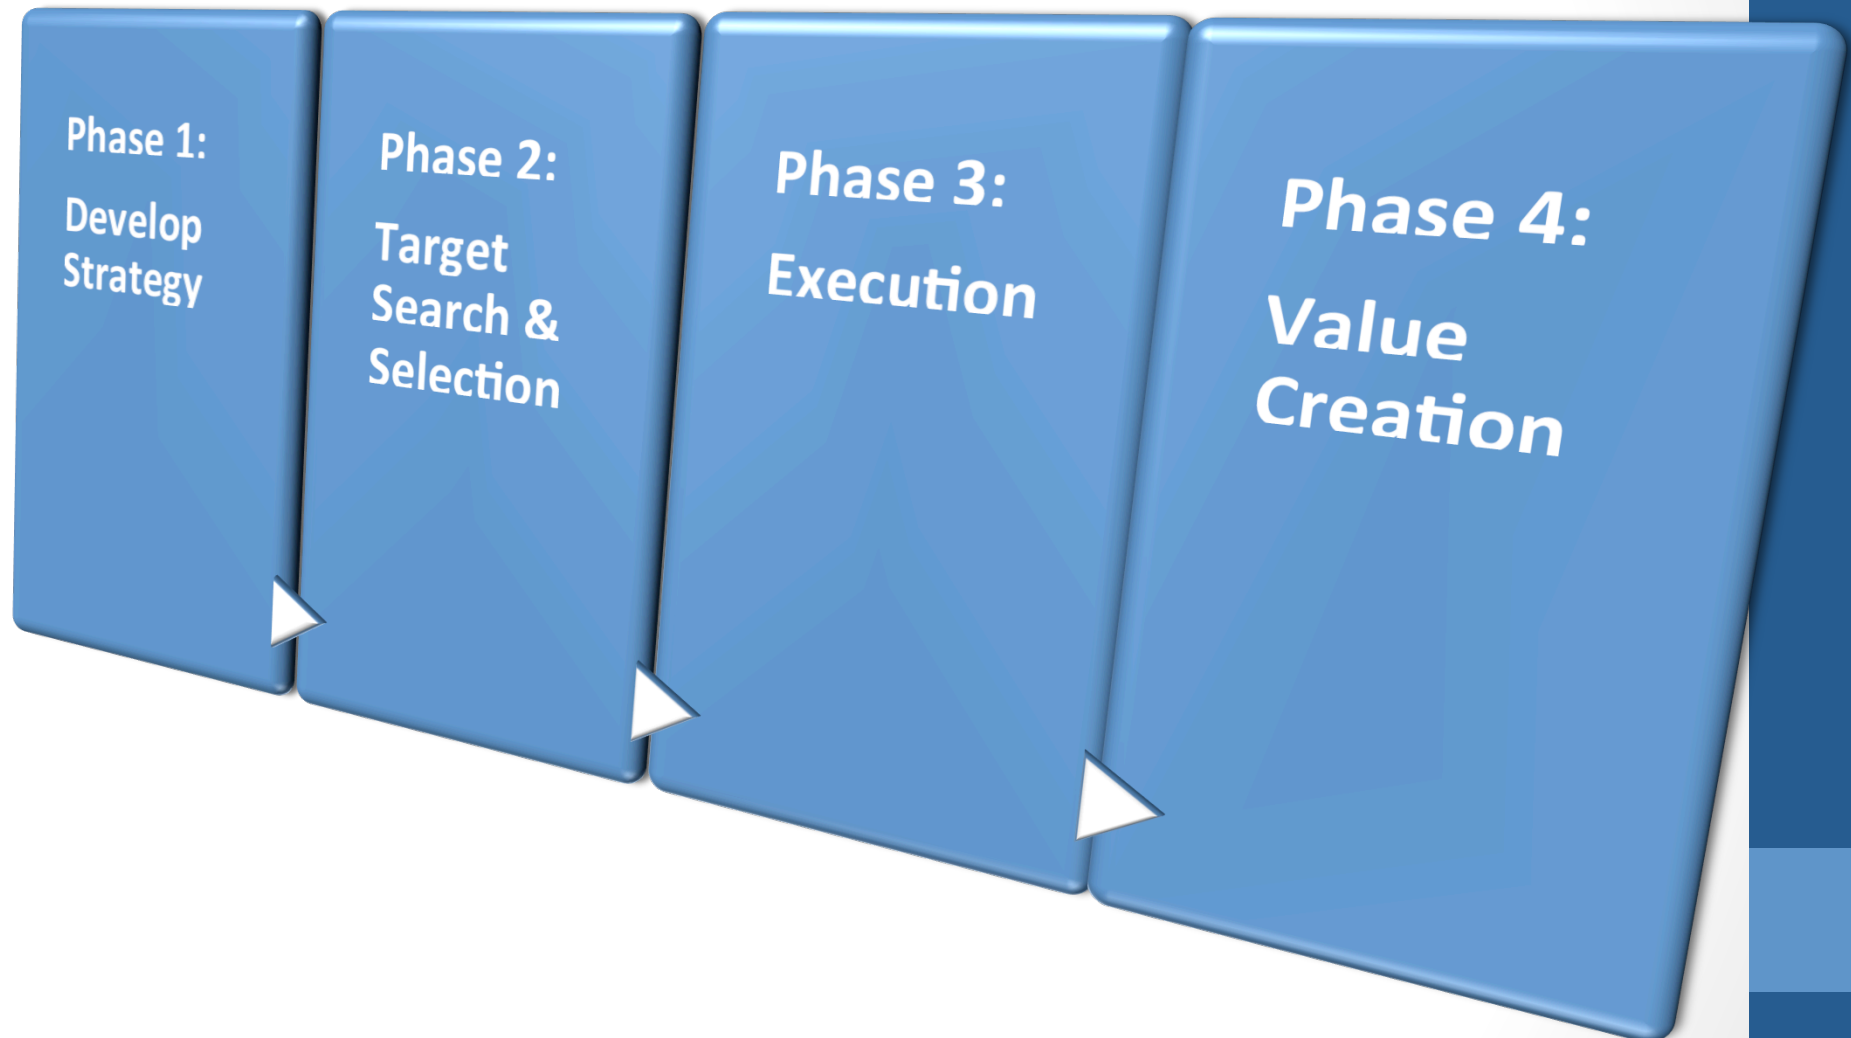 Phase 1:
Develop
Strategy
Phase 2:
Target
Search &
Selection
Phase 3:
Execution
Phase 4:
Value
Creation